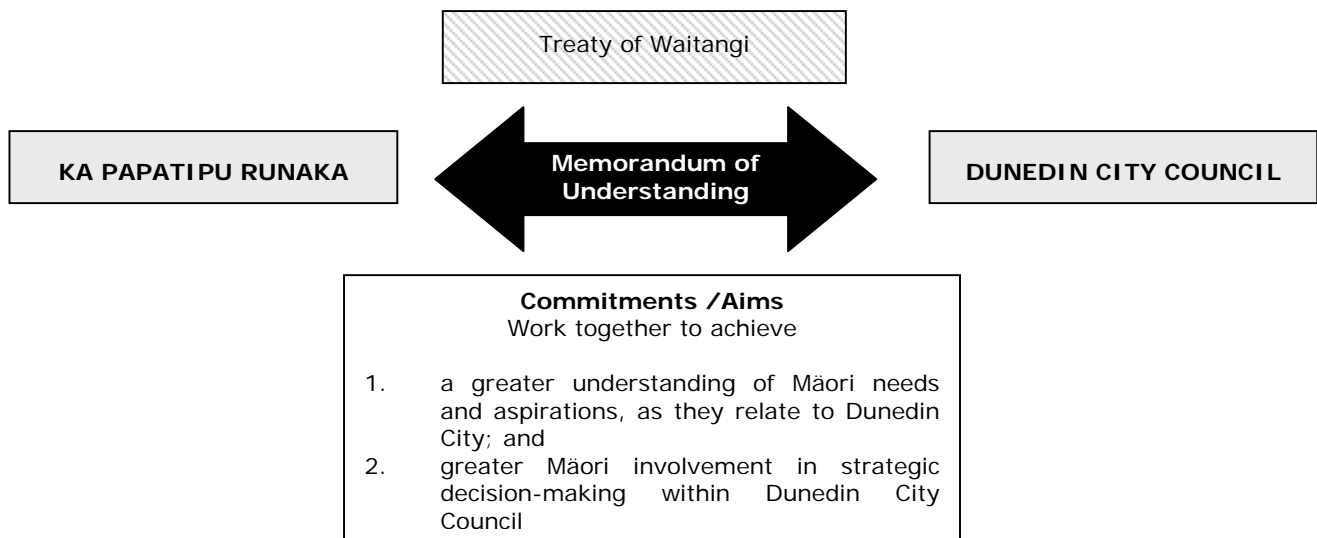 Treaty of Waitangi
KA PAPATIPU RUNAKA
Memorandum of
Understanding
DUNEDIN CITY COUNCIL
Commitments /Aims
Work together to achieve
1. a greater understanding of Mäori needs
and aspirations, as they relate to Dunedin
City; and
2. greater Mäori involvement in strategic
decision-making within Dunedin City
Council